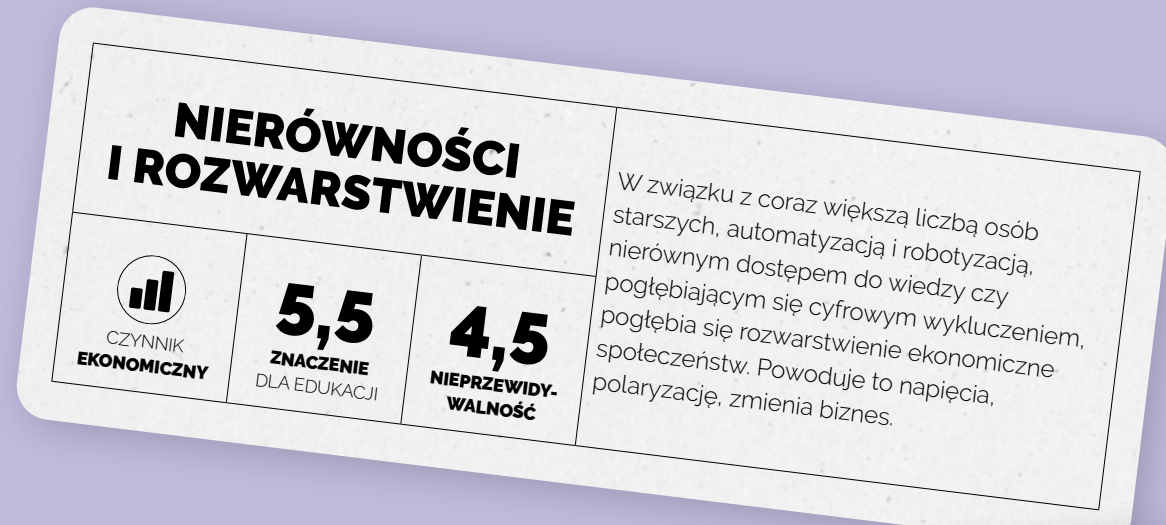 NIERÓWNOŚCI
I ROZWARSTWIENIE
CZYNNIK
EKONOMICZNY
5,5
ZNACZENIE
DLA EDUKACJI
4,5
NIEPRZEWIDY-
WALNOŚĆ
W związku z coraz większą liczbą osób
starszych, automatyzacją i robotyzacją,
nierównym dostępem do wiedzy czy
pogłębiającym się cyfrowym wykluczeniem,
pogłębia się rozwarstwienie ekonomiczne
społeczeństw. Powoduje to napięcia,
polaryzację, zmienia biznes.